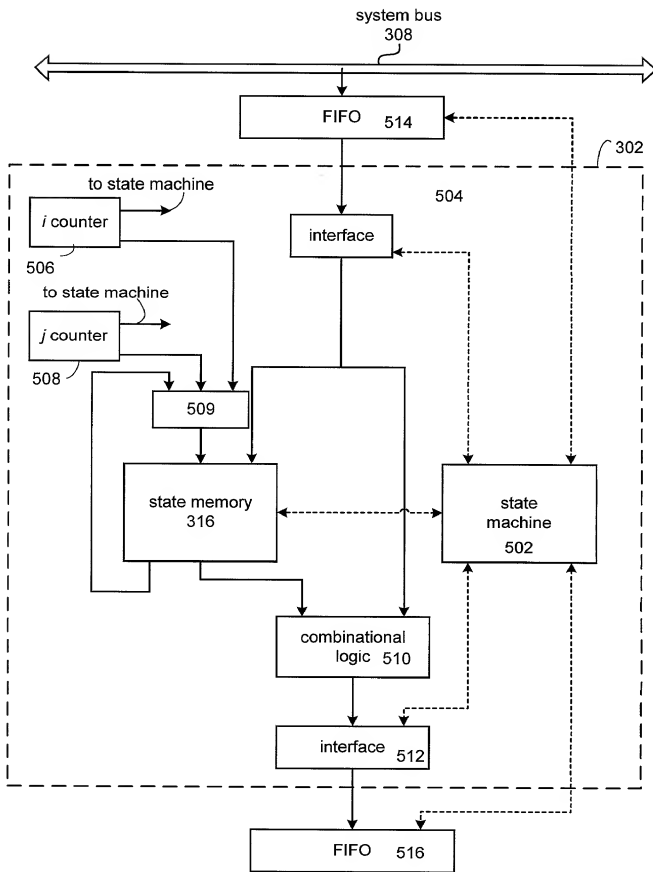 system bus
308
FIFO 514
302
to state machine
504
i counter
interface
506
to state machine
j counter
508
509
state memory
316
state
machine
502
combinational
logic 510
interface 512
FIFO 516